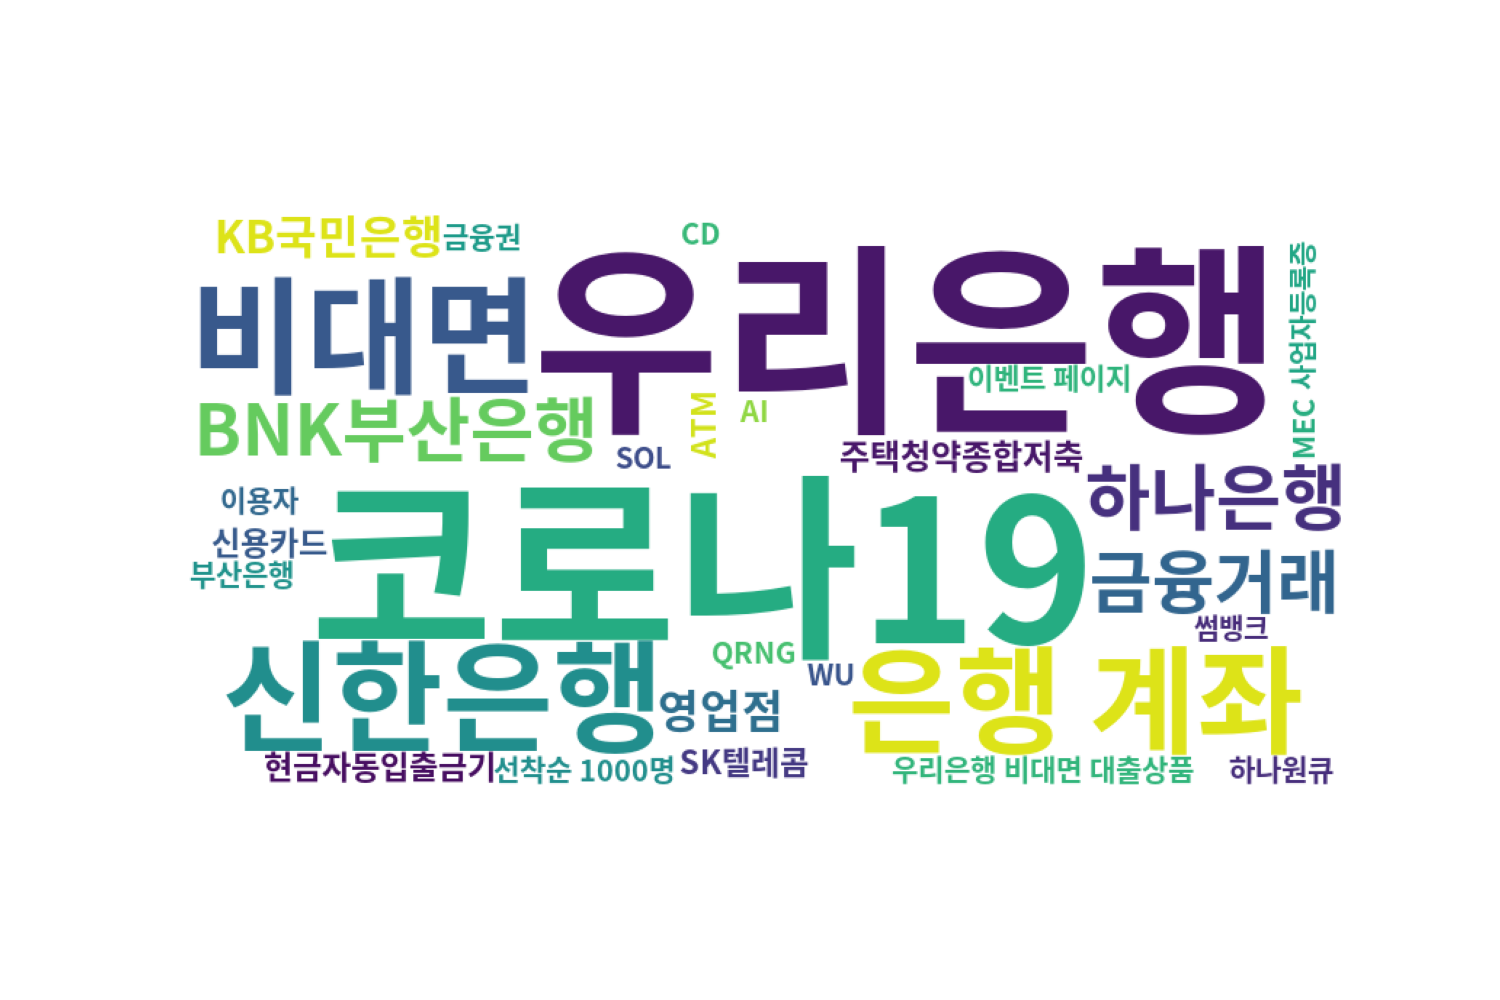 KB국민은행
금융권
CD
비대면
우리은행
MEC 사업자등록증
이벤트 페이지
BNK부산은행
ATM
AI
SOL
주택청약종합저축
하나은행
이용자
코로나19
신용카드
부산은행
금융거래
썸뱅크
신한은행
QRNG
WU
은행 계좌
영업점
현금자동입출금기
선착순 1000명
SK텔레콤
우리은행 비대면 대출상품
하나원큐